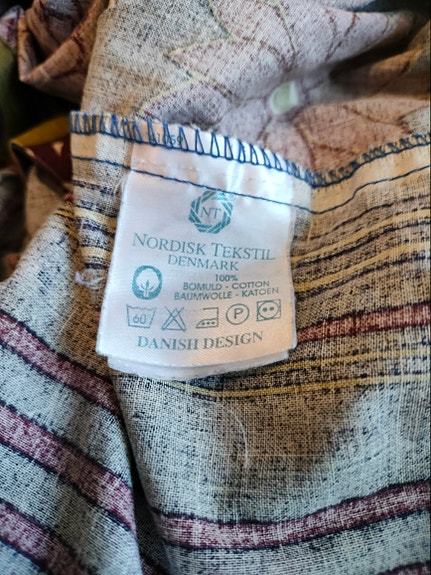 NT
NORDISK TEKSTIL
DENMARK
100%
BOMULD - COTTON
BAUMWOLLE - KATOEN
60 P
DANISH DESIGN